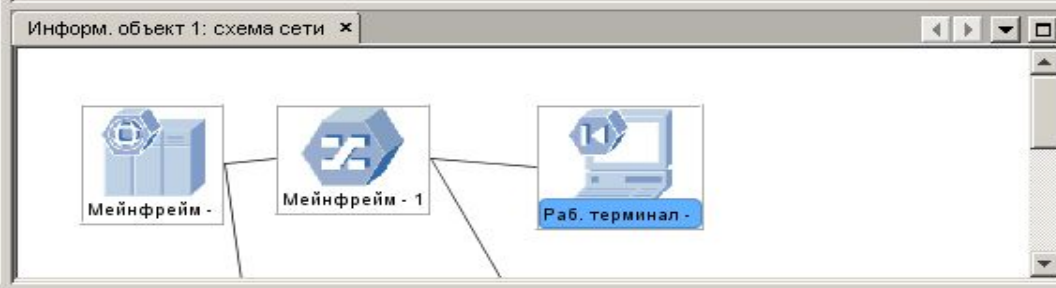 Информ. объект 1: схема сети
Мейнфрейм -
Мейнфрейм - 1
Раб. терминал -